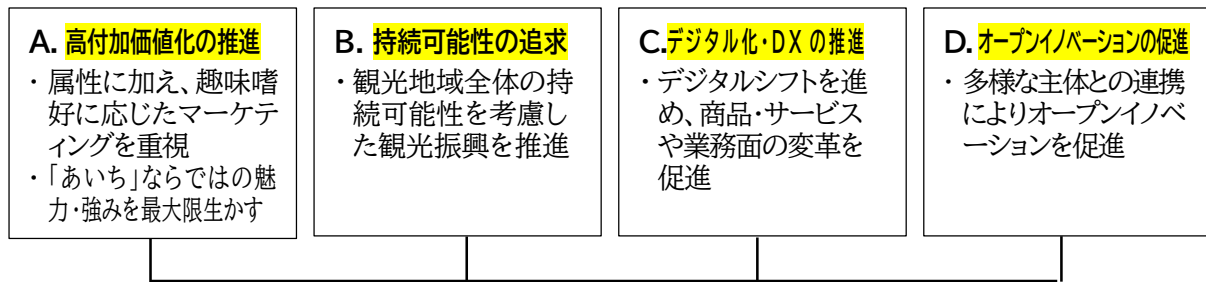 A. 高付加価値化の推進
・ 属性に加え、趣味嗜
好に応じたマーケテ
ィングを重視
・「あいち」ならではの魅
力・強みを最大限生かす
B. 持続可能性の追求
・ 観光地域全体の持
続可能性を考慮し
た観光振興を推進
C.デジタル化・DX の推進
・ デジタルシフトを進
め、商品・サービス
や業務面の変革を
促進
D. オープンイノベーションの促進
・ 多様な主体との連携
によりオープンイノベ
ーションを促進